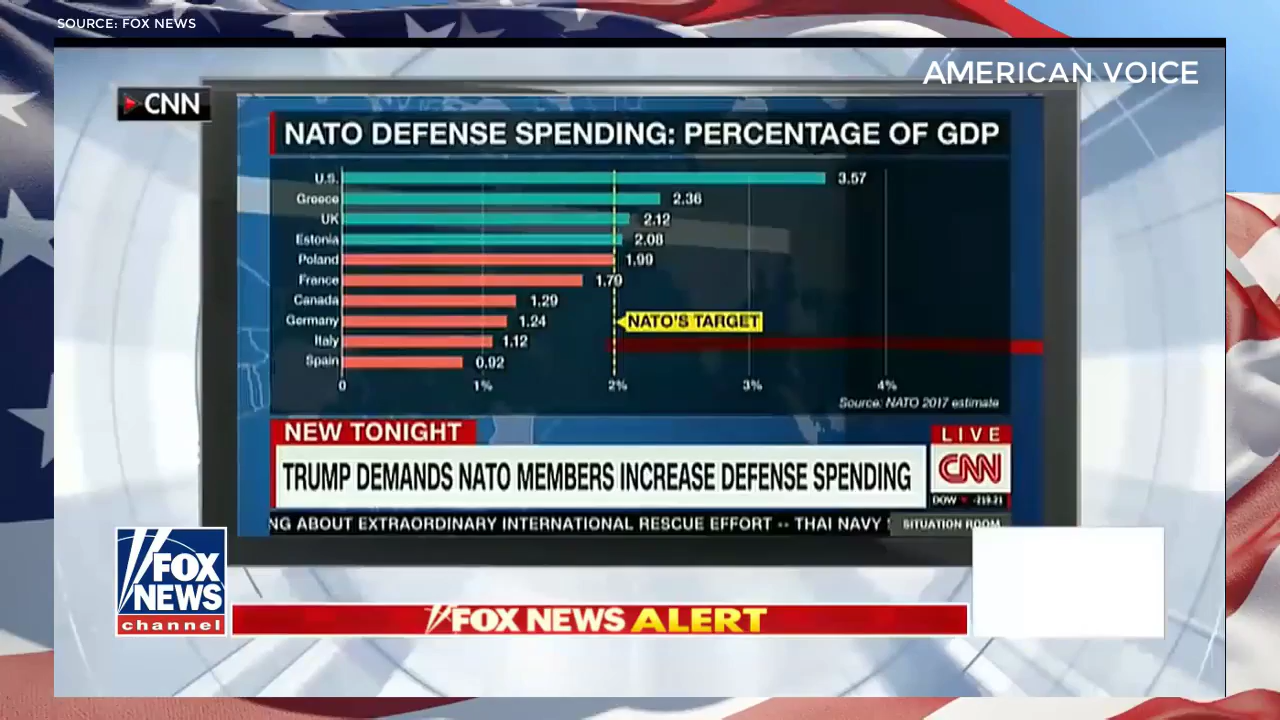 SOURCE: FOX NEWS
AMERICAN VOICE
CNN
NATO DEFENSE SPENDING: PERCENTAGE OF GDP
U.S. 3.57
Greece 2.36
UK 2.12
Estonia 2.08
Poland 1.99
France 1.79
Canada 1.29
Germany 1.24
NATO'S TARGET
Italy 1.12
Spain 0.92
0 1% 2% 3% 4%
Source: NATO 2017 estimate
NEW TONIGHT
LIVE
TRUMP DEMANDS NATO MEMBERS INCREASE DEFENSE SPENDING
CNN
DOW -219.21
NG ABOUT EXTRAORDINARY INTERNATIONAL RESCUE EFFORT -- THAI NAVY
SITUATION ROOM
FOX
NEWS
channel
FOX NEWS ALERT